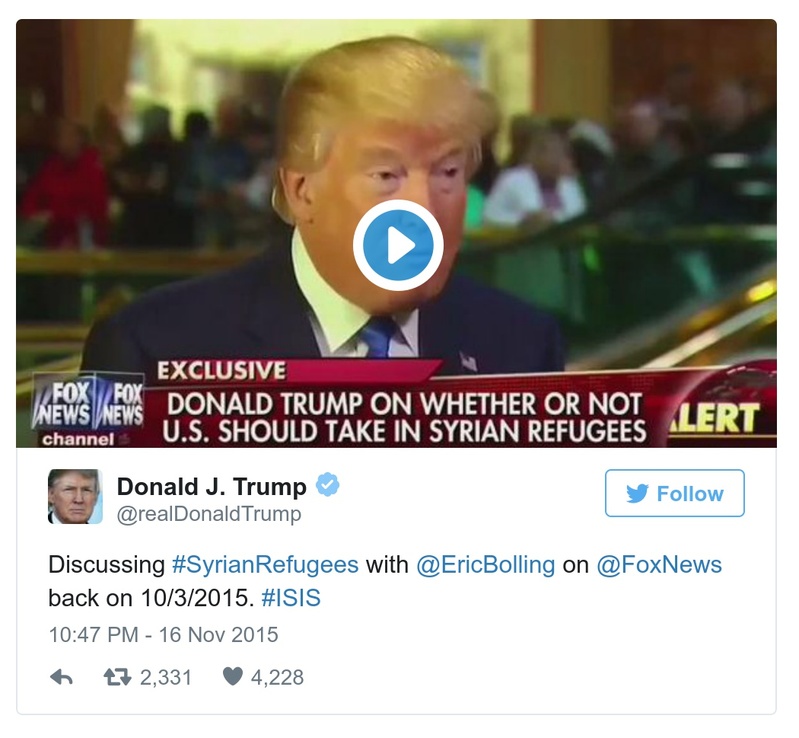 EXCLUSIVE
FOX NEWS FOX NEWS
channel
DONALD TRUMP ON WHETHER OR NOT
U.S. SHOULD TAKE IN SYRIAN REFUGEES
LERT
Donald J. Trump
@realDonaldTrump
Follow
Discussing #SyrianRefugees with @EricBolling on @FoxNews
back on 10/3/2015. #ISIS
10:47 PM - 16 Nov 2015
2,331
4,228